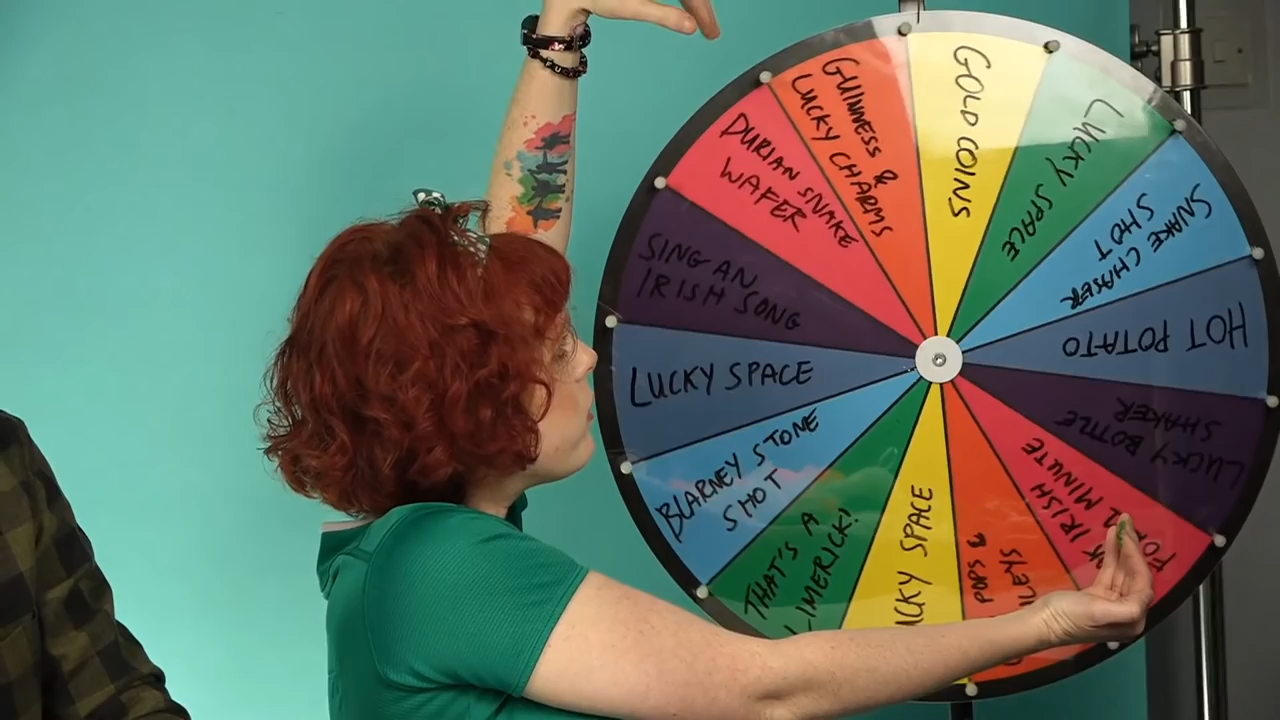 GUINNESS &
LUCKY CHARMS
GOLD COINS
LUCKY SPACE
SNAKE CHASER
SHOT
HOT POTATO
LUCKY BOTTLE
SHAKER
IRISH
MINUTE
POPS &
LUCKY SPACE
THAT'S A
LIMERICK!
BLARNEY STONE
SHOT
LUCKY SPACE
SING AN
IRISH SONG
DURIAN SNAKE
WAFER